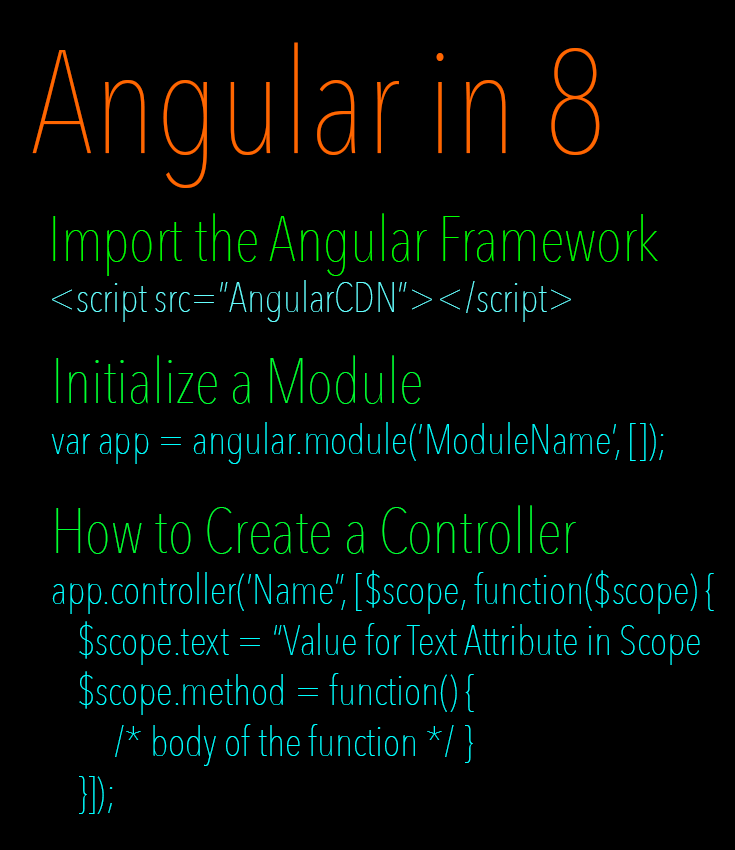 Angular in 8
Import the Angular Framework
<script src="AngularCDN"></script>
Initialize a Module
var app = angular.module('ModuleName', []);
How to Create a Controller
app.controller('Name", [$scope, function($scope){
$scope.text = "Value for Text Attribute in Scope
$scope.method = function(){
/* body of the function */ }
}]);